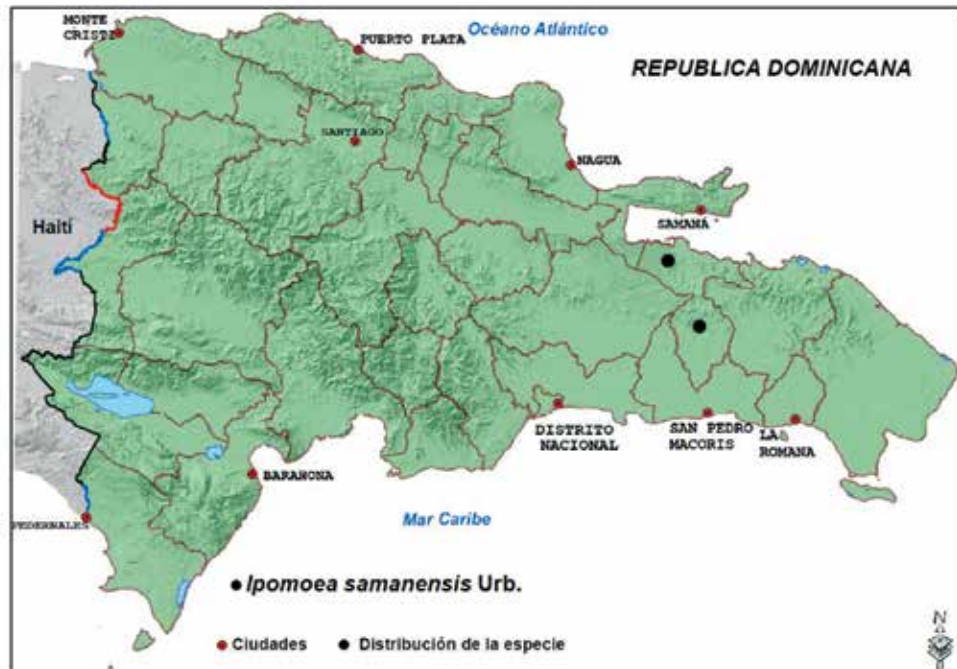 MONTE
CRISTI
PUERTO PLATA
Océano Atlántico
REPUBLICA DOMINICANA
SANTIAGO
NAGUA
Haití
SAMANÁ
DISTRITO
NACIONAL
SAN PEDRO
MACORIS
LA
ROMANA
BARAHONA
PEDERNALES
Mar Caribe
Ipomoea samanensis Urb.
Ciudades
Distribución de la especie
N